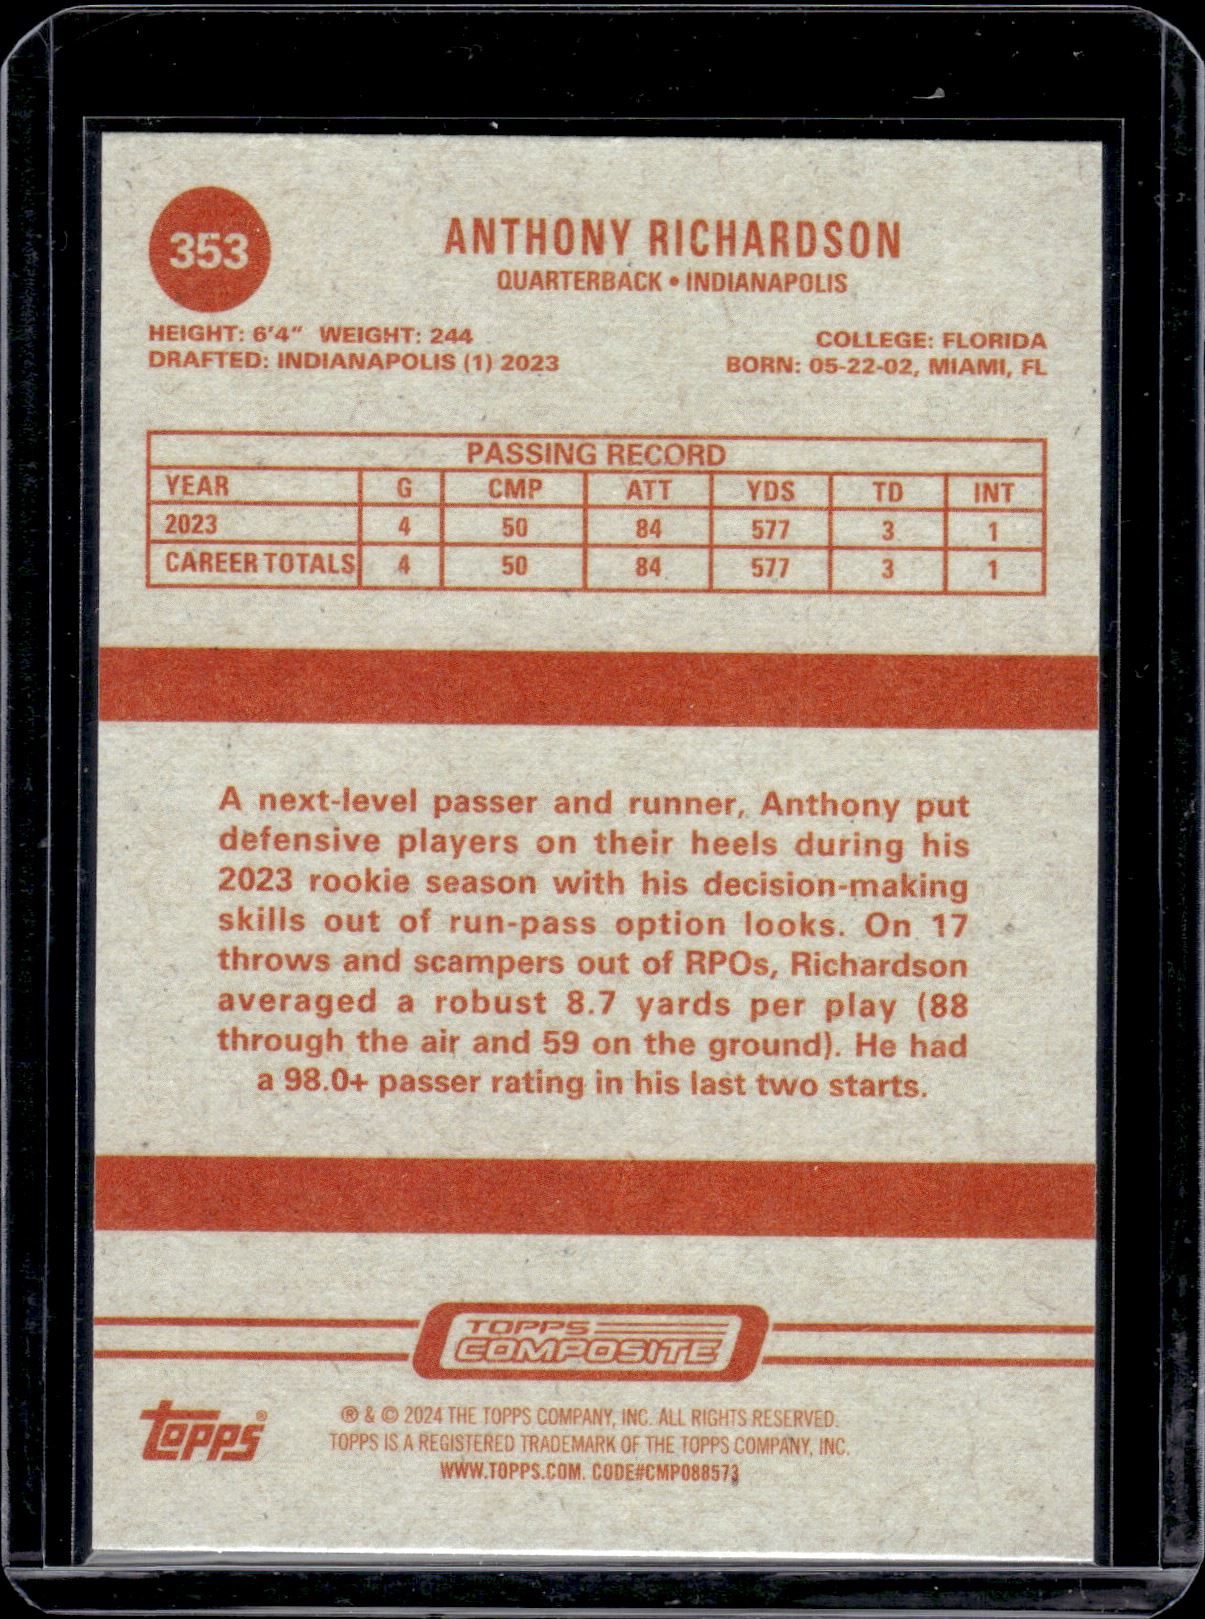 353
ANTHONY RICHARDSON
QUARTERBACK • INDIANAPOLIS
HEIGHT: 6'4" WEIGHT: 244
DRAFTED: INDIANAPOLIS (1) 2023
COLLEGE: FLORIDA
BORN: 05-22-02, MIAMI, FL
PASSING RECORD
YEAR G CMP ATT YDS TD INT
2023 4 50 84 577 3 1
CAREER TOTALS 4 50 84 577 3 1
A next-level passer and runner, Anthony put
defensive players on their heels during his
2023 rookie season with his decision-making
skills out of run-pass option looks. On 17
throws and scampers out of RPOs, Richardson
averaged a robust 8.7 yards per play (88
through the air and 59 on the ground). He had
a 98.0+ passer rating in his last two starts.
TOPPS
COMPOSITE
topps®
® & © 2024 THE TOPPS COMPANY, INC. ALL RIGHTS RESERVED.
TOPPS IS A REGISTERED TRADEMARK OF THE TOPPS COMPANY, INC.
WWW.TOPPS.COM. CODE#CMP088573